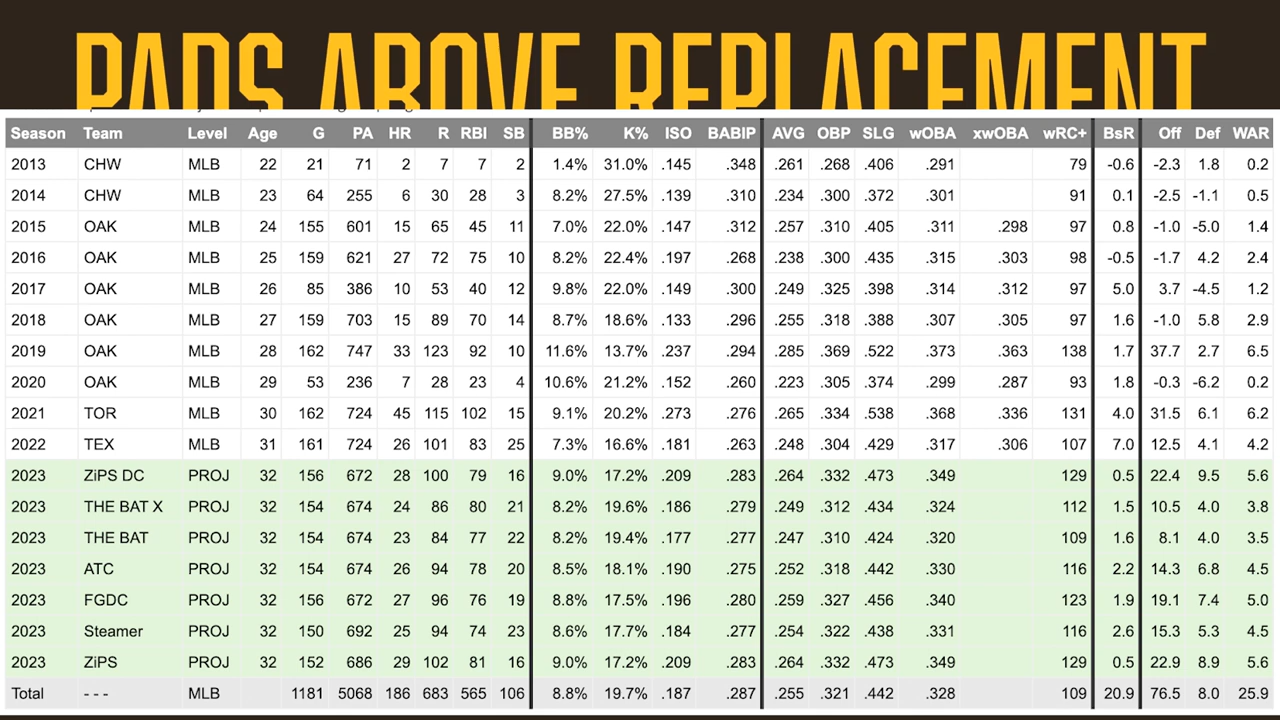 PADS ABOVE REPLACEMENT
Season Team Level Age G PA HR R RBI SB BB% K% ISO BABIP AVG OBP SLG wOBA xwOBA wRC+ BsR Off Def WAR
2013 CHW MLB 22 21 71 2 7 7 2 1.4% 31.0% .145 .348 .261 .268 .406 .291 79 -0.6 -2.3 1.8 0.2
2014 CHW MLB 23 64 255 6 30 28 3 8.2% 27.5% .139 .310 .234 .300 .372 .301 91 0.1 -2.5 -1.1 0.5
2015 OAK MLB 24 155 601 15 65 45 11 7.0% 22.0% .147 .312 .257 .310 .405 .311 .298 97 0.8 -1.0 -5.0 1.4
2016 OAK MLB 25 159 621 27 72 75 10 8.2% 22.4% .197 .268 .238 .300 .435 .315 .303 98 -0.5 -1.7 4.2 2.4
2017 OAK MLB 26 85 386 10 53 40 12 9.8% 22.0% .149 .300 .249 .325 .398 .314 .312 97 5.0 3.7 -4.5 1.2
2018 OAK MLB 27 159 703 15 89 70 14 8.7% 18.6% .133 .296 .255 .318 .388 .307 .305 97 1.6 -1.0 5.8 2.9
2019 OAK MLB 28 162 747 33 123 92 10 11.6% 13.7% .237 .294 .285 .369 .522 .373 .363 138 1.7 37.7 2.7 6.5
2020 OAK MLB 29 53 236 7 28 23 4 10.6% 21.2% .152 .260 .223 .305 .374 .299 .287 93 1.8 -0.3 -6.2 0.2
2021 TOR MLB 30 162 724 45 115 102 15 9.1% 20.2% .273 .276 .265 .334 .538 .368 .336 131 4.0 31.5 6.1 6.2
2022 TEX MLB 31 161 724 26 101 83 25 7.3% 16.6% .181 .263 .248 .304 .429 .317 .306 107 7.0 12.5 4.1 4.2
2023 ZiPS DC PROJ 32 156 672 28 100 79 16 9.0% 17.2% .209 .283 .264 .332 .473 .349 129 0.5 22.4 9.5 5.6
2023 THE BAT X PROJ 32 154 674 24 86 80 21 8.2% 19.6% .186 .279 .249 .312 .434 .324 112 1.5 10.5 4.0 3.8
2023 THE BAT PROJ 32 154 674 23 84 77 22 8.2% 19.4% .177 .277 .247 .310 .424 .320 109 1.6 8.1 4.0 3.5
2023 ATC PROJ 32 154 674 26 94 78 20 8.5% 18.1% .190 .275 .252 .318 .442 .330 116 2.2 14.3 6.8 4.5
2023 FGDC PROJ 32 156 672 27 96 76 19 8.8% 17.5% .196 .280 .259 .327 .456 .340 123 1.9 19.1 7.4 5.0
2023 Steamer PROJ 32 150 692 25 94 74 23 8.6% 17.7% .184 .277 .254 .322 .438 .331 116 2.6 15.3 5.3 4.5
2023 ZiPS PROJ 32 152 686 29 102 81 16 9.0% 17.2% .209 .283 .264 .332 .473 .349 129 0.5 22.9 8.9 5.6
Total - - - MLB 1181 5068 186 683 565 106 8.8% 19.7% .187 .287 .255 .321 .442 .328 109 20.9 76.5 8.0 25.9